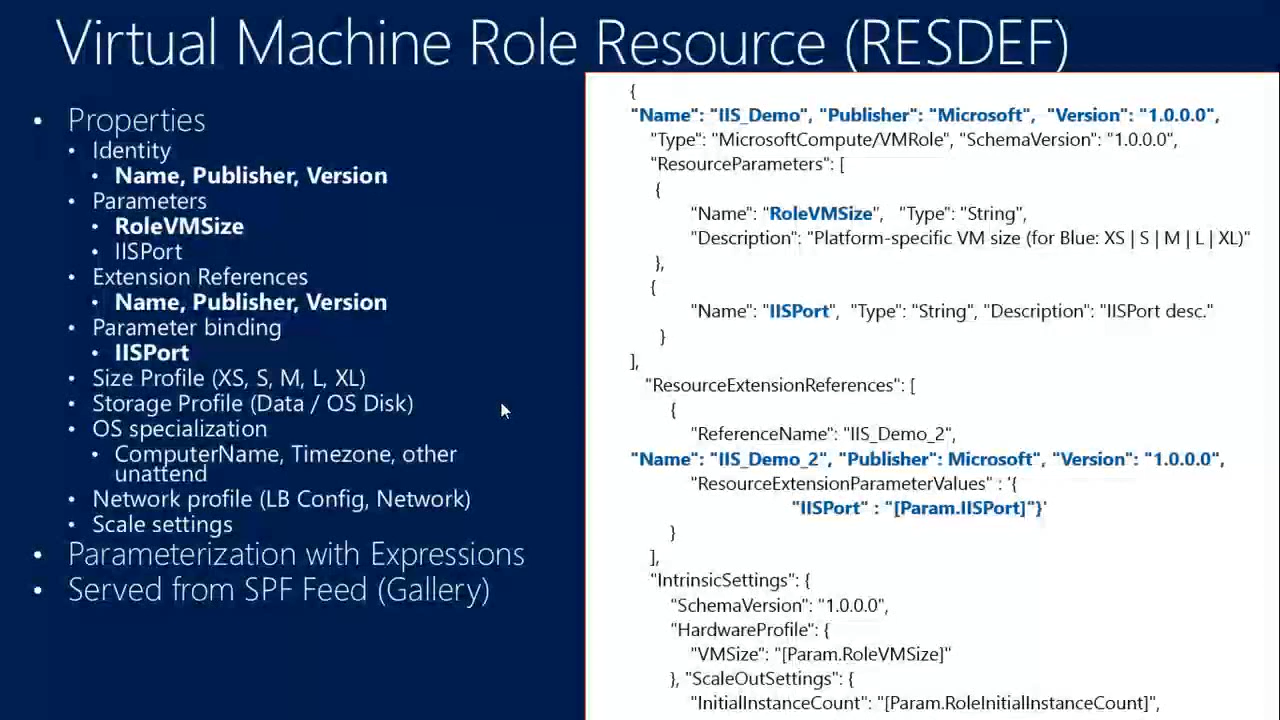 Virtual Machine Role Resource (RESDEF)
• Properties
• Identity
• Name, Publisher, Version
• Parameters
• RoleVMSize
• IISPort
• Extension References
• Name, Publisher, Version
• Parameter binding
• IISPort
• Size Profile (XS, S, M, L, XL)
• Storage Profile (Data / OS Disk)
• OS specialization
• ComputerName, Timezone, other
unattend
• Network profile (LB Config, Network)
• Scale settings
• Parameterization with Expressions
• Served from SPF Feed (Gallery)
{
"Name": "IIS_Demo", "Publisher": "Microsoft", "Version": "1.0.0.0",
"Type": "MicrosoftCompute/VMRole", "SchemaVersion": "1.0.0.0",
"ResourceParameters": [
{
"Name": "RoleVMSize", "Type": "String",
"Description": "Platform-specific VM size (for Blue: XS | S | M | L | XL)"
},
{
"Name": "IISPort", "Type": "String", "Description": "IISPort desc."
}
],
"ResourceExtensionReferences": [
{
"ReferenceName": "IIS_Demo_2",
"Name": "IIS_Demo_2", "Publisher": Microsoft", "Version": "1.0.0.0",
"ResourceExtensionParameterValues" : '{
"IISPort" : "[Param.IISPort]"}'
}
],
"IntrinsicSettings": {
"SchemaVersion": "1.0.0.0",
"HardwareProfile": {
"VMSize": "[Param.RoleVMSize]"
}, "ScaleOutSettings": {
"InitialInstanceCount": "[Param.RoleInitialInstanceCount]",